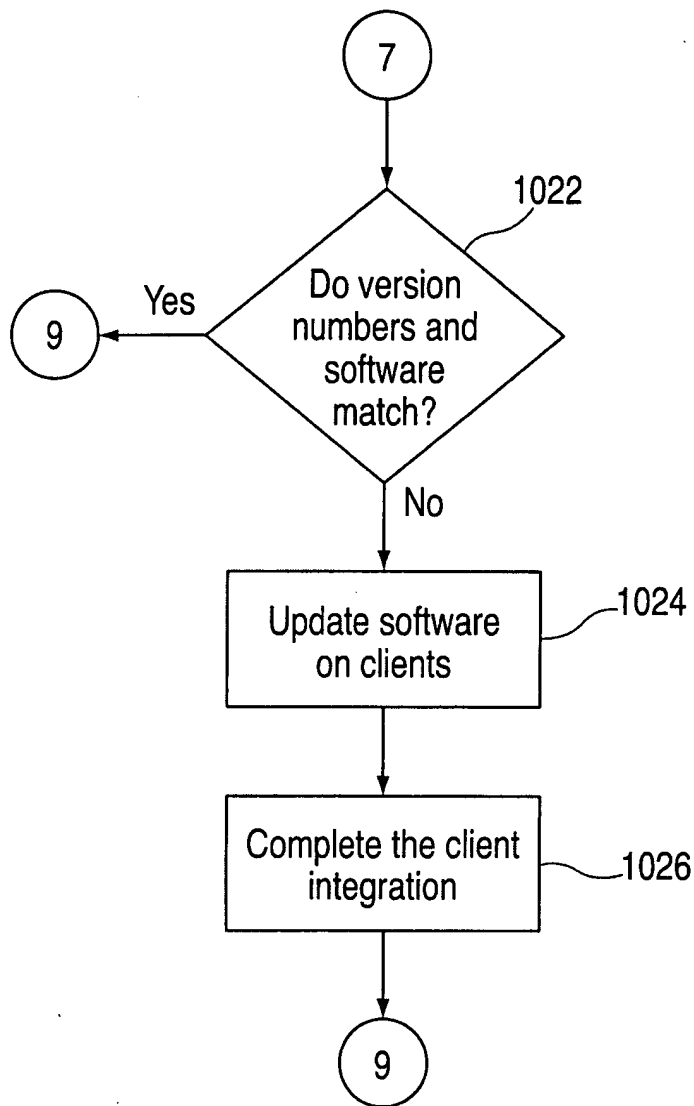 7
1022
Do version
numbers and
software
match?
Yes
9
No
Update software
on clients
1024
Complete the client
integration
1026
9